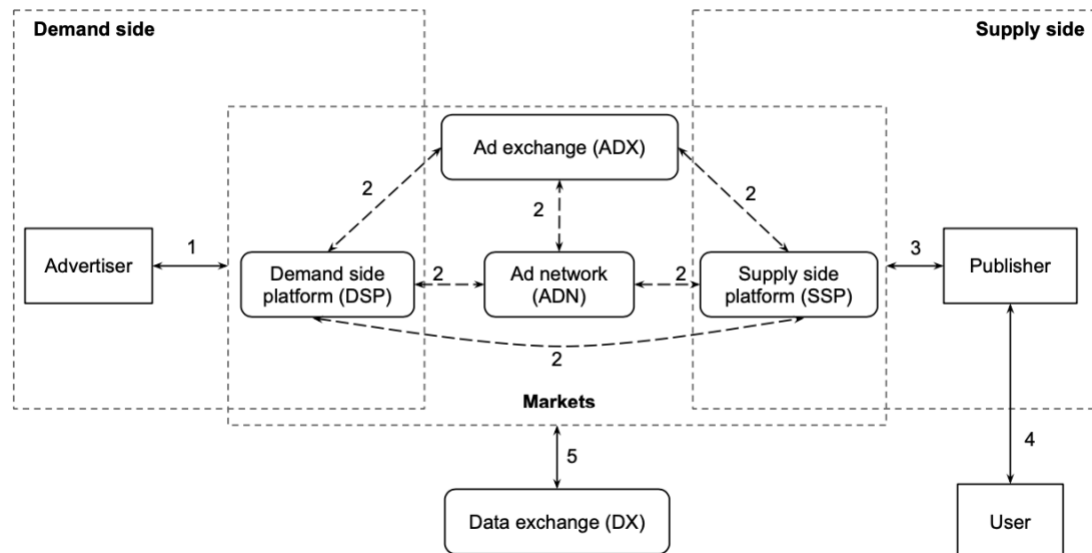 Demand side
Supply side
Ad exchange (ADX)
2
2
2
Advertiser
1
Demand side
platform (DSP)
2
Ad network
(ADN)
2
Supply side
platform (SSP)
3
Publisher
2
Markets
5
4
Data exchange (DX)
User